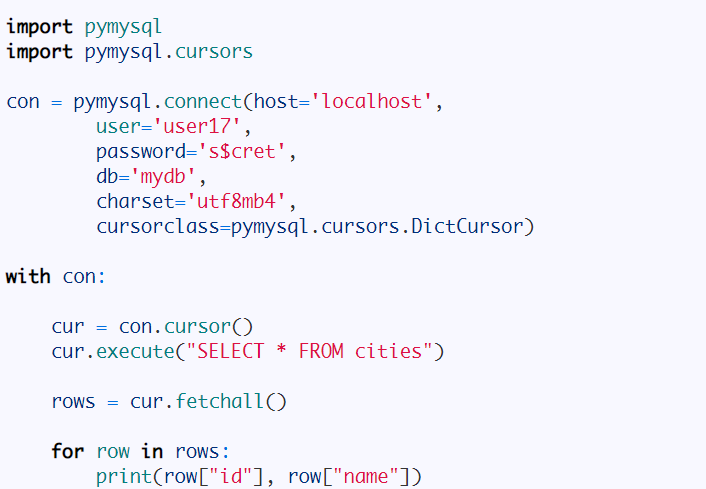 import pymysql
import pymysql.cursors

con = pymysql.connect(host='localhost',
        user='user17',
        password='s$cret',
        db='mydb',
        charset='utf8mb4',
        cursorclass=pymysql.cursors.DictCursor)

with con:

    cur = con.cursor()
    cur.execute("SELECT * FROM cities")

    rows = cur.fetchall()

    for row in rows:
        print(row["id"], row["name"])